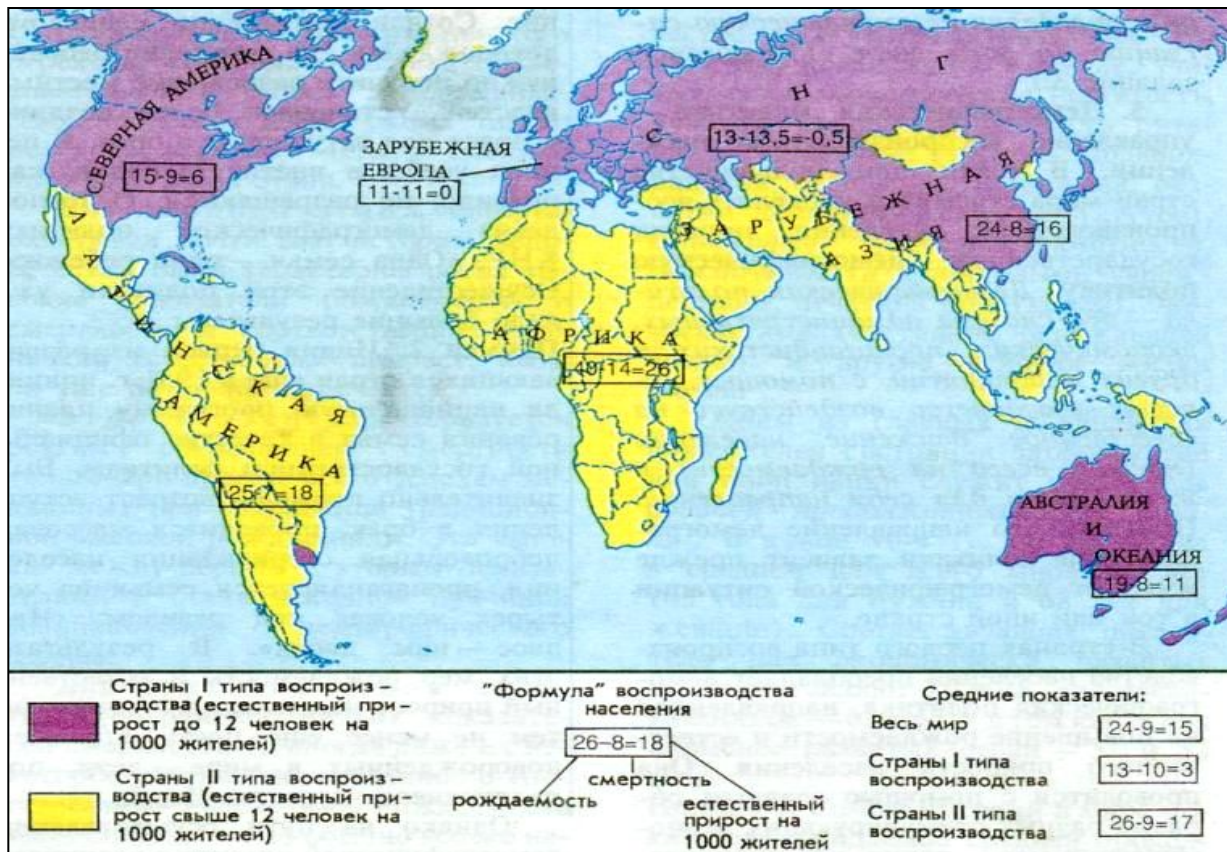 СЕВЕРНАЯ АМЕРИКА
15-9=6
ЗАРУБЕЖНАЯ
ЕВРОПА
11-11=0
С Н Г
13-13,5=-0,5
ЗАРУБЕЖНАЯ
АЗИЯ
24-8=16
ЛАТИНСКАЯ
АМЕРИКА
25-7=18
АФРИКА
-14=26
АВСТРАЛИЯ
И
ОКЕАНИЯ
19-8=11
Страны I типа воспроиз-
водства (естественный при-
рост до 12 человек на
1000 жителей)
Страны II типа воспроиз-
водства (естественный при-
рост свыше 12 человек на
1000 жителей)
"Формула" воспроизводства
населения
26-8=18
смертность
рождаемость
естественный
прирост на
1000 жителей
Средние показатели:
Весь мир
24-9=15
Страны I типа
воспроизводства
13-10=3
Страны II типа
воспроизводства
26-9=17